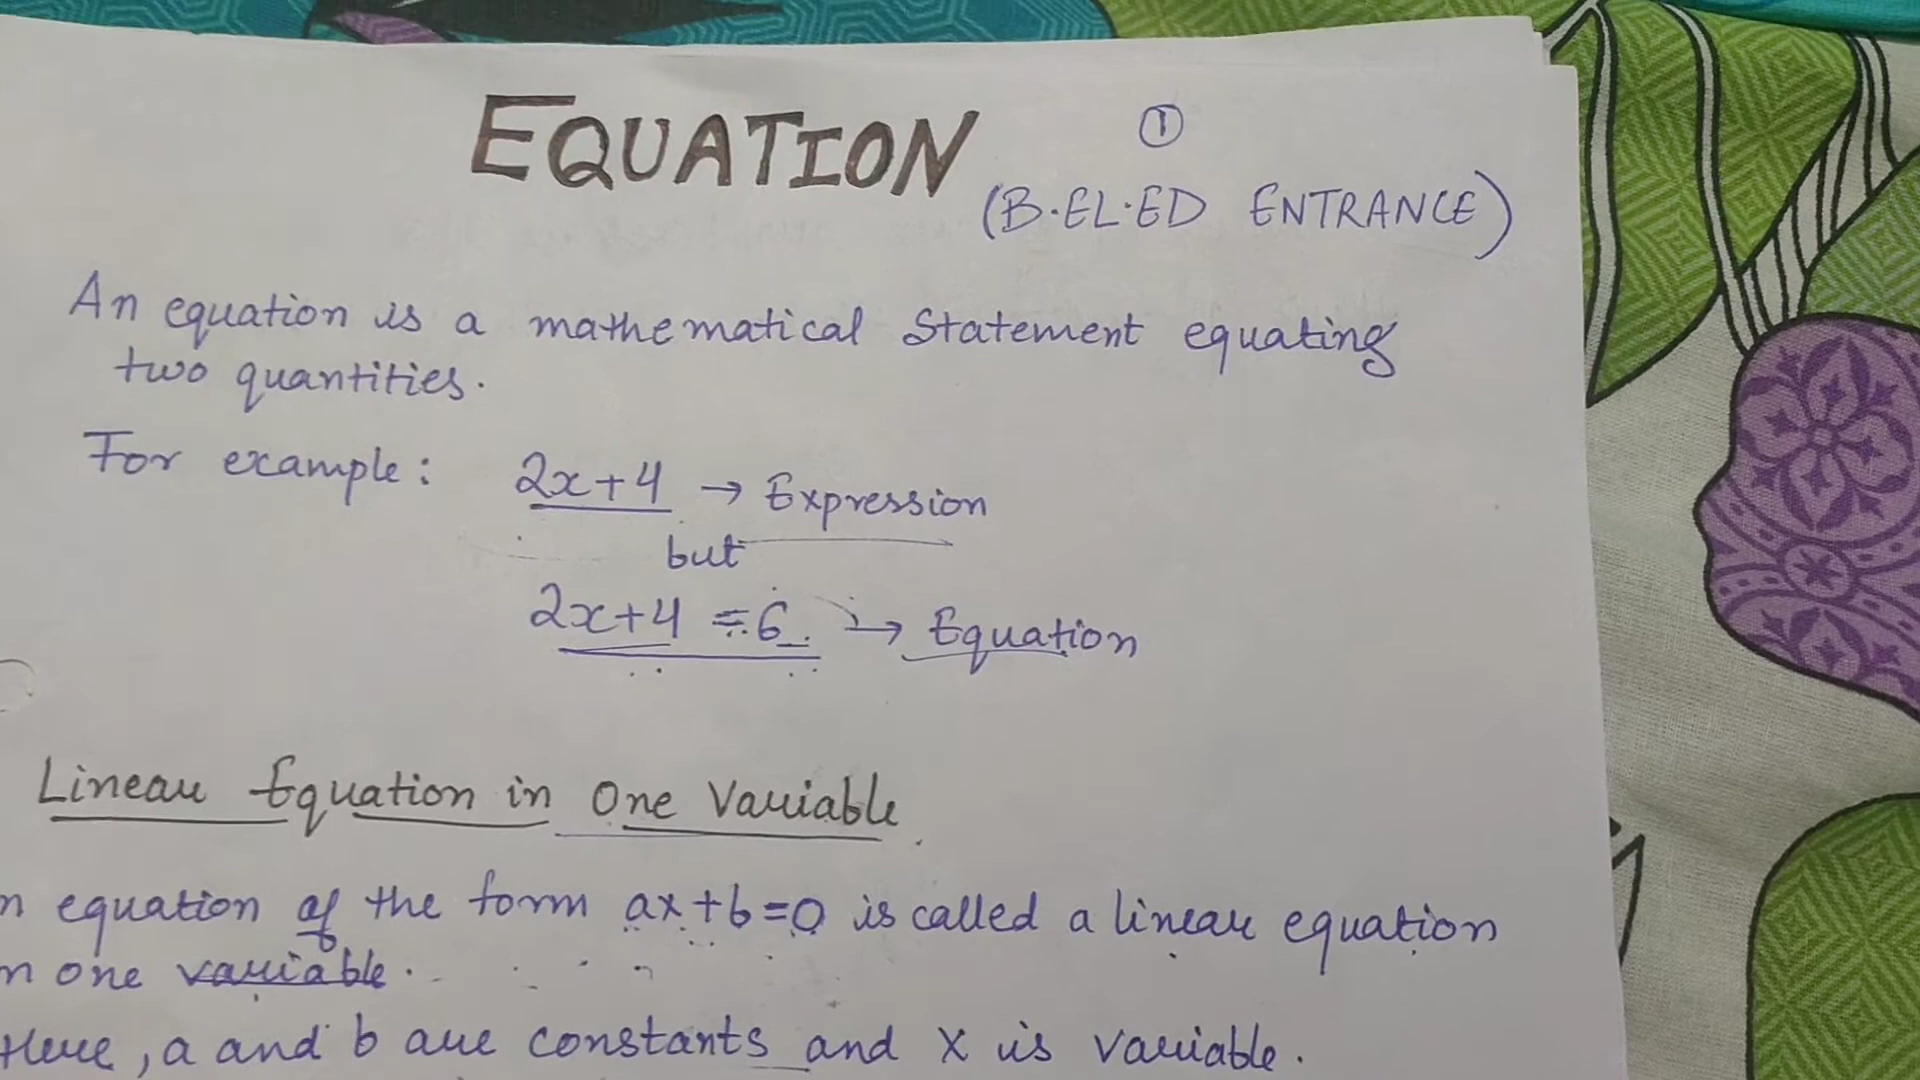 EQUATION
①
(B.EL.ED ENTRANCE)
An equation is a mathematical Statement equating
two quantities.
For example: 2x+4 → Expression
but
2x+4 = 6 → Equation
Linear Equation in One Variable
n equation of the form ax+b=0 is called a linear equation
n one variable.
Here, a and b are constants and x is variable.